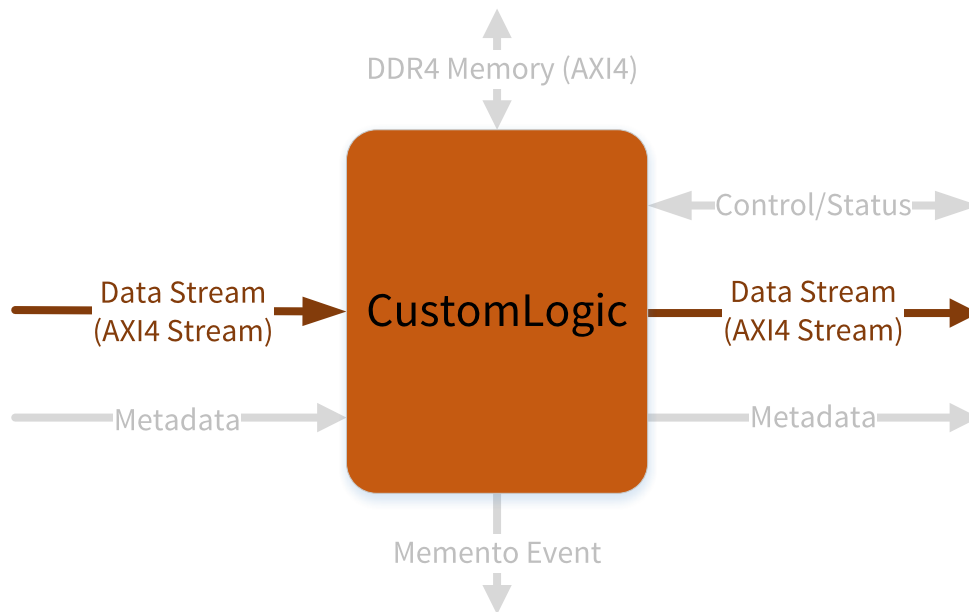 DDR4 Memory (AXI4)
Control/Status
Data Stream
(AXI4 Stream)
CustomLogic
Data Stream
(AXI4 Stream)
Metadata
Metadata
Memento Event